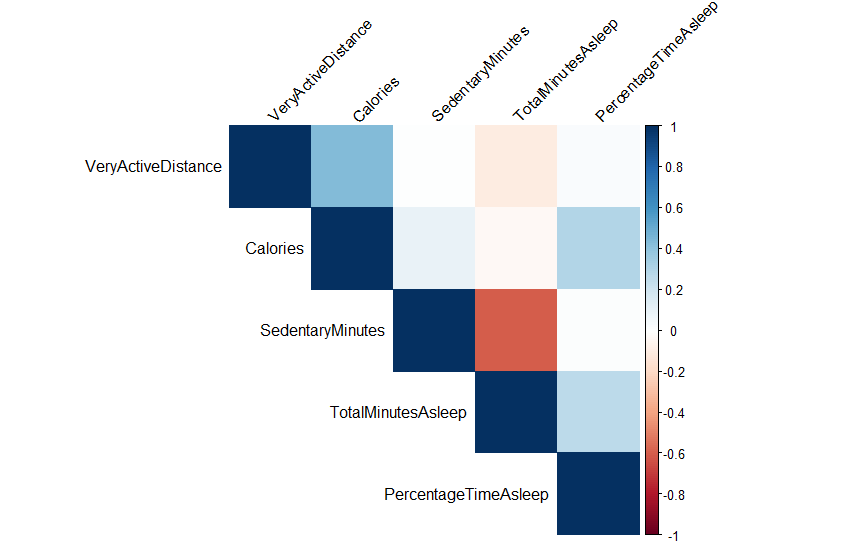 VeryActiveDistance
Calories
SedentaryMinutes
TotalMinutesAsleep
PercentageTimeAsleep
VeryActiveDistance
Calories
SedentaryMinutes
TotalMinutesAsleep
PercentageTimeAsleep
1
0.8
0.6
0.4
0.2
0
-0.2
-0.4
-0.6
-0.8
-1